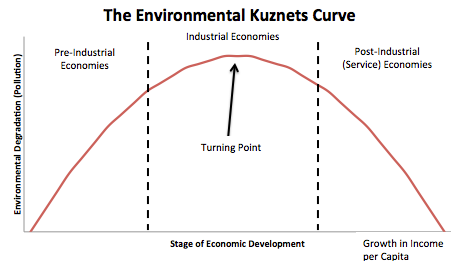 The Environmental Kuznets Curve
Industrial Economies
Pre-Industrial
Economies
Post-Industrial
(Service) Economies
Environmental Degradation (Pollution)
Turning Point
Stage of Economic Development
Growth in Income
per Capita